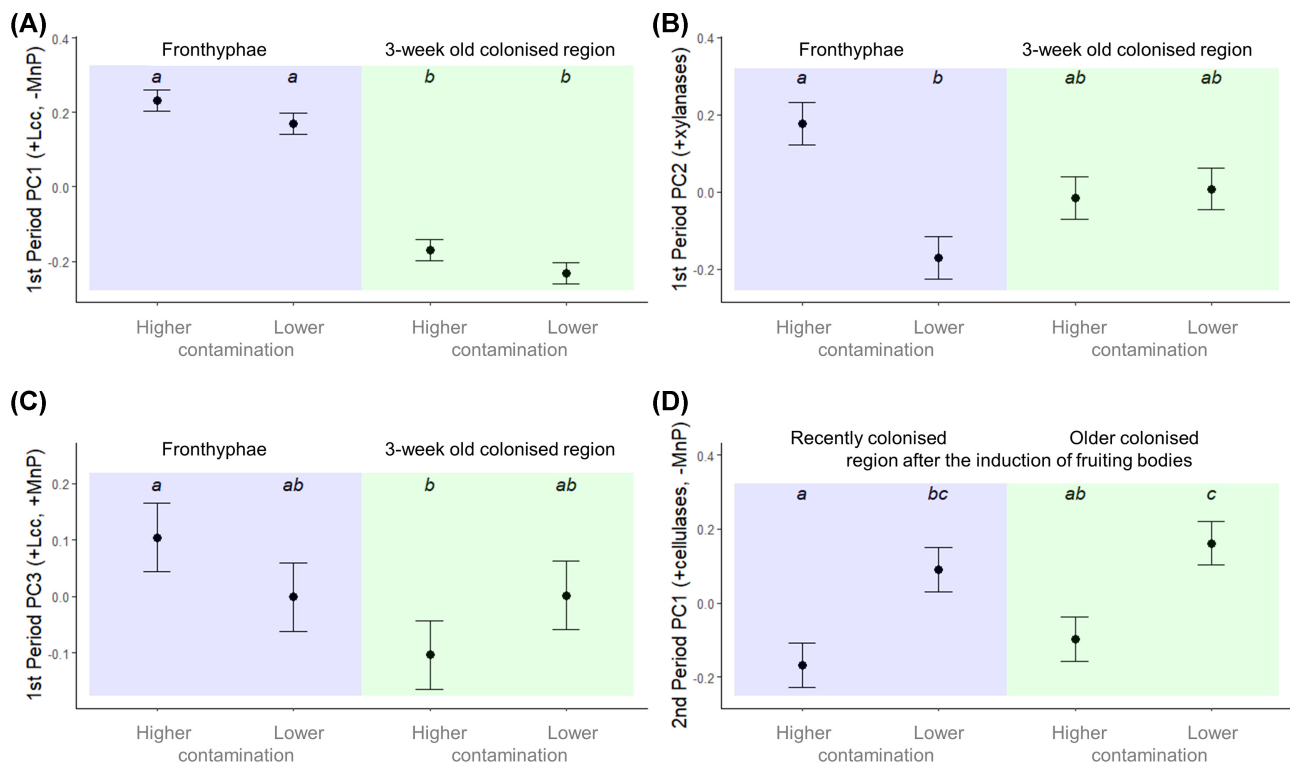 (A)
1st Period PC1 (+Lcc, -MnP)
0.4
0.2
0.0
-0.2
Fronthyphae
3-week old colonised region
a a b b
Higher Lower Higher Lower
contamination contamination
(B)
1st Period PC2 (+xylanases)
0.4
0.2
0.0
-0.2
Fronthyphae
3-week old colonised region
a b ab ab
Higher Lower Higher Lower
contamination contamination
(C)
1st Period PC3 (+Lcc, +MnP)
0.2
0.1
0.0
-0.1
Fronthyphae
3-week old colonised region
a ab b ab
Higher Lower Higher Lower
contamination contamination
(D)
2nd Period PC1 (+cellulases, -MnP)
0.4
0.2
0.0
-0.2
Recently colonised Older colonised
region after the induction of fruiting bodies
a bc ab c
Higher Lower Higher Lower
contamination contamination